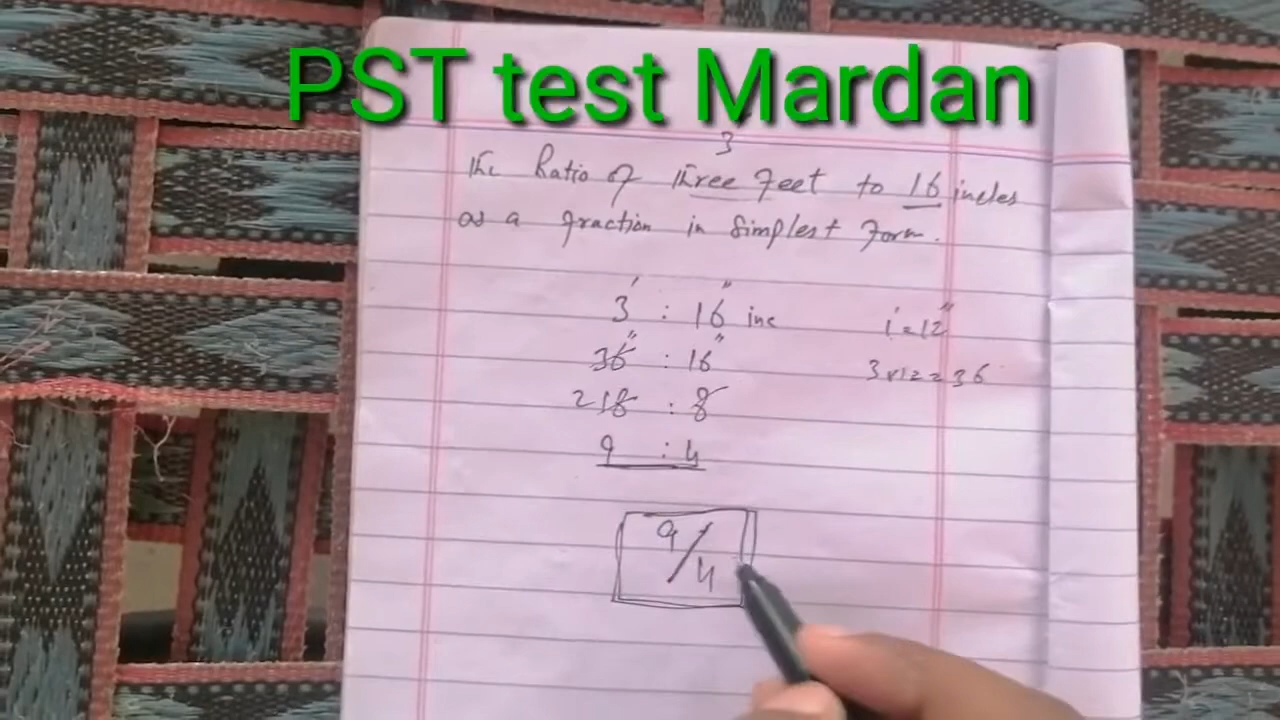 PST test Mardan
3
The Ratio of Three Feet to 16 inches
as a fraction in Simplest Form.
3' : 16" inc
1' = 12"
36" : 16"
3x12=36
2 18 : 8
9 : 4
9/4